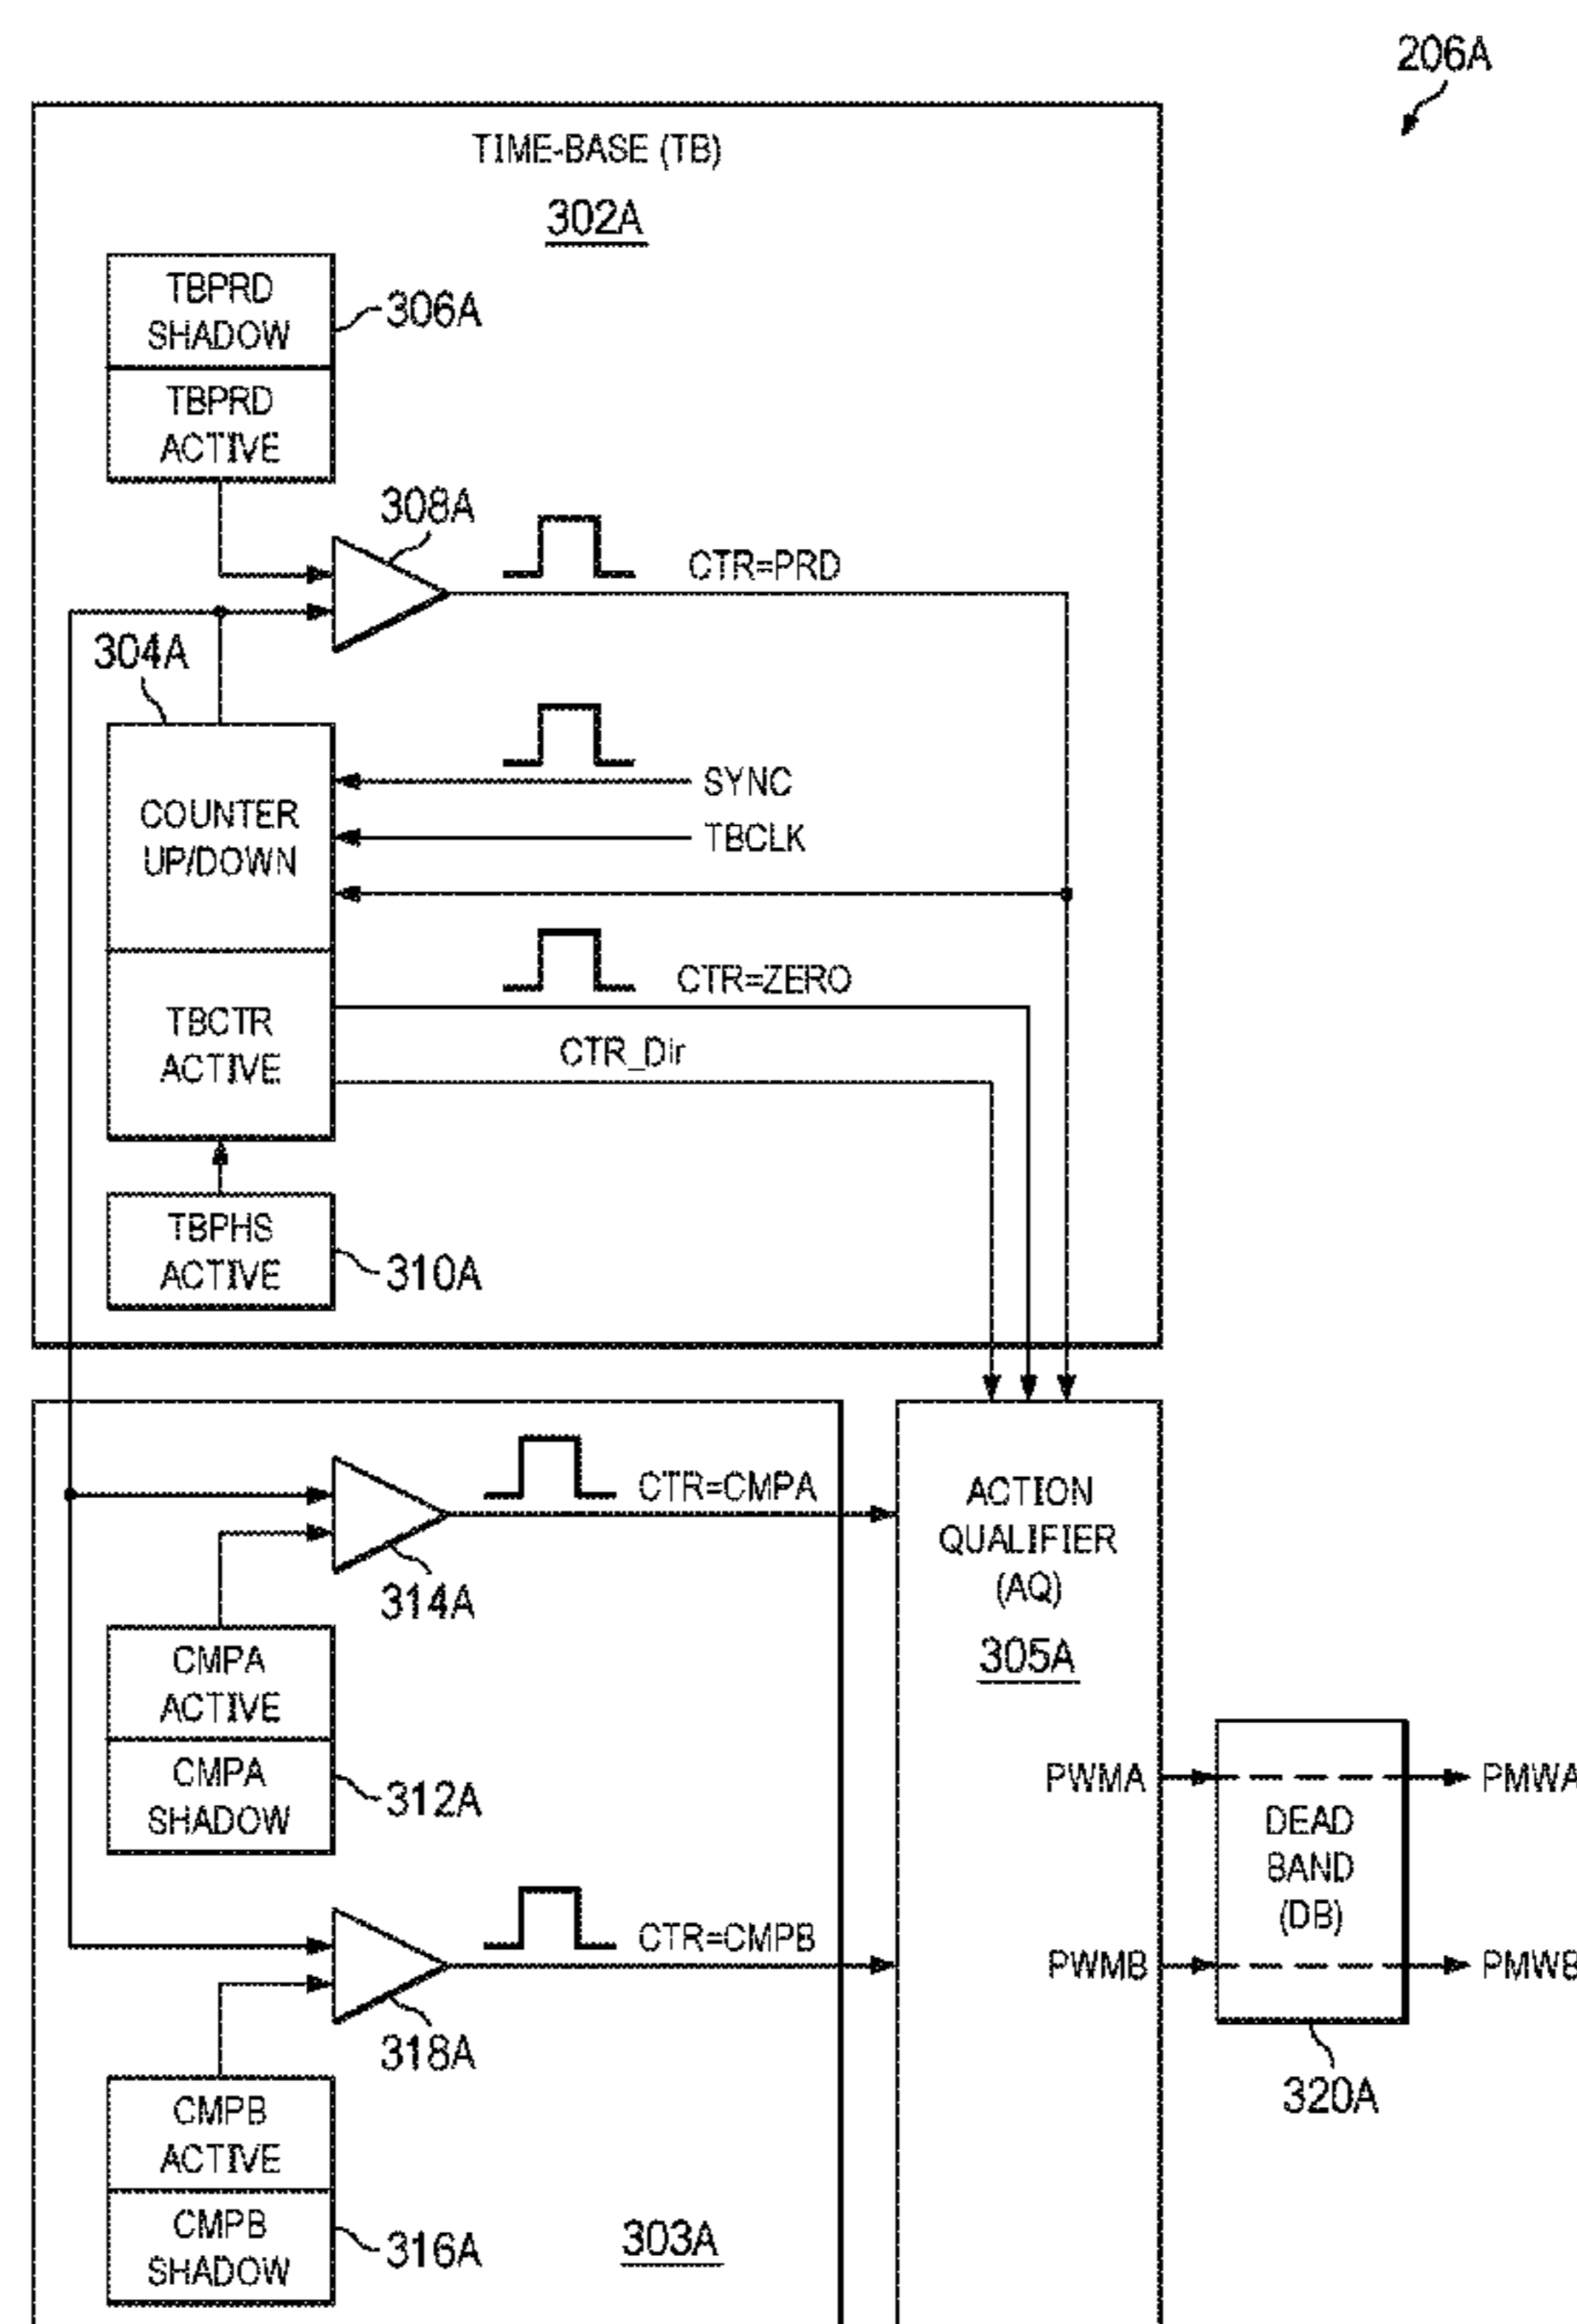 206A
TIME-BASE (TB)
302A
TBPRD
SHADOW
306A
TBPRD
ACTIVE
308A
CTR=PRD
304A
SYNC
COUNTER
UP/DOWN
TBCLK
CTR=ZERO
TBCTR
ACTIVE
CTR_Dir
TBPHS
ACTIVE
310A
CTR=CMPA
314A
CMPA
ACTIVE
CMPA
SHADOW
312A
CTR=CMPB
318A
CMPB
ACTIVE
CMPB
SHADOW
316A
303A
ACTION
QUALIFIER
(AQ)
305A
PWMA
PWMB
DEAD
BAND
(DB)
320A
PMWA
PMWB